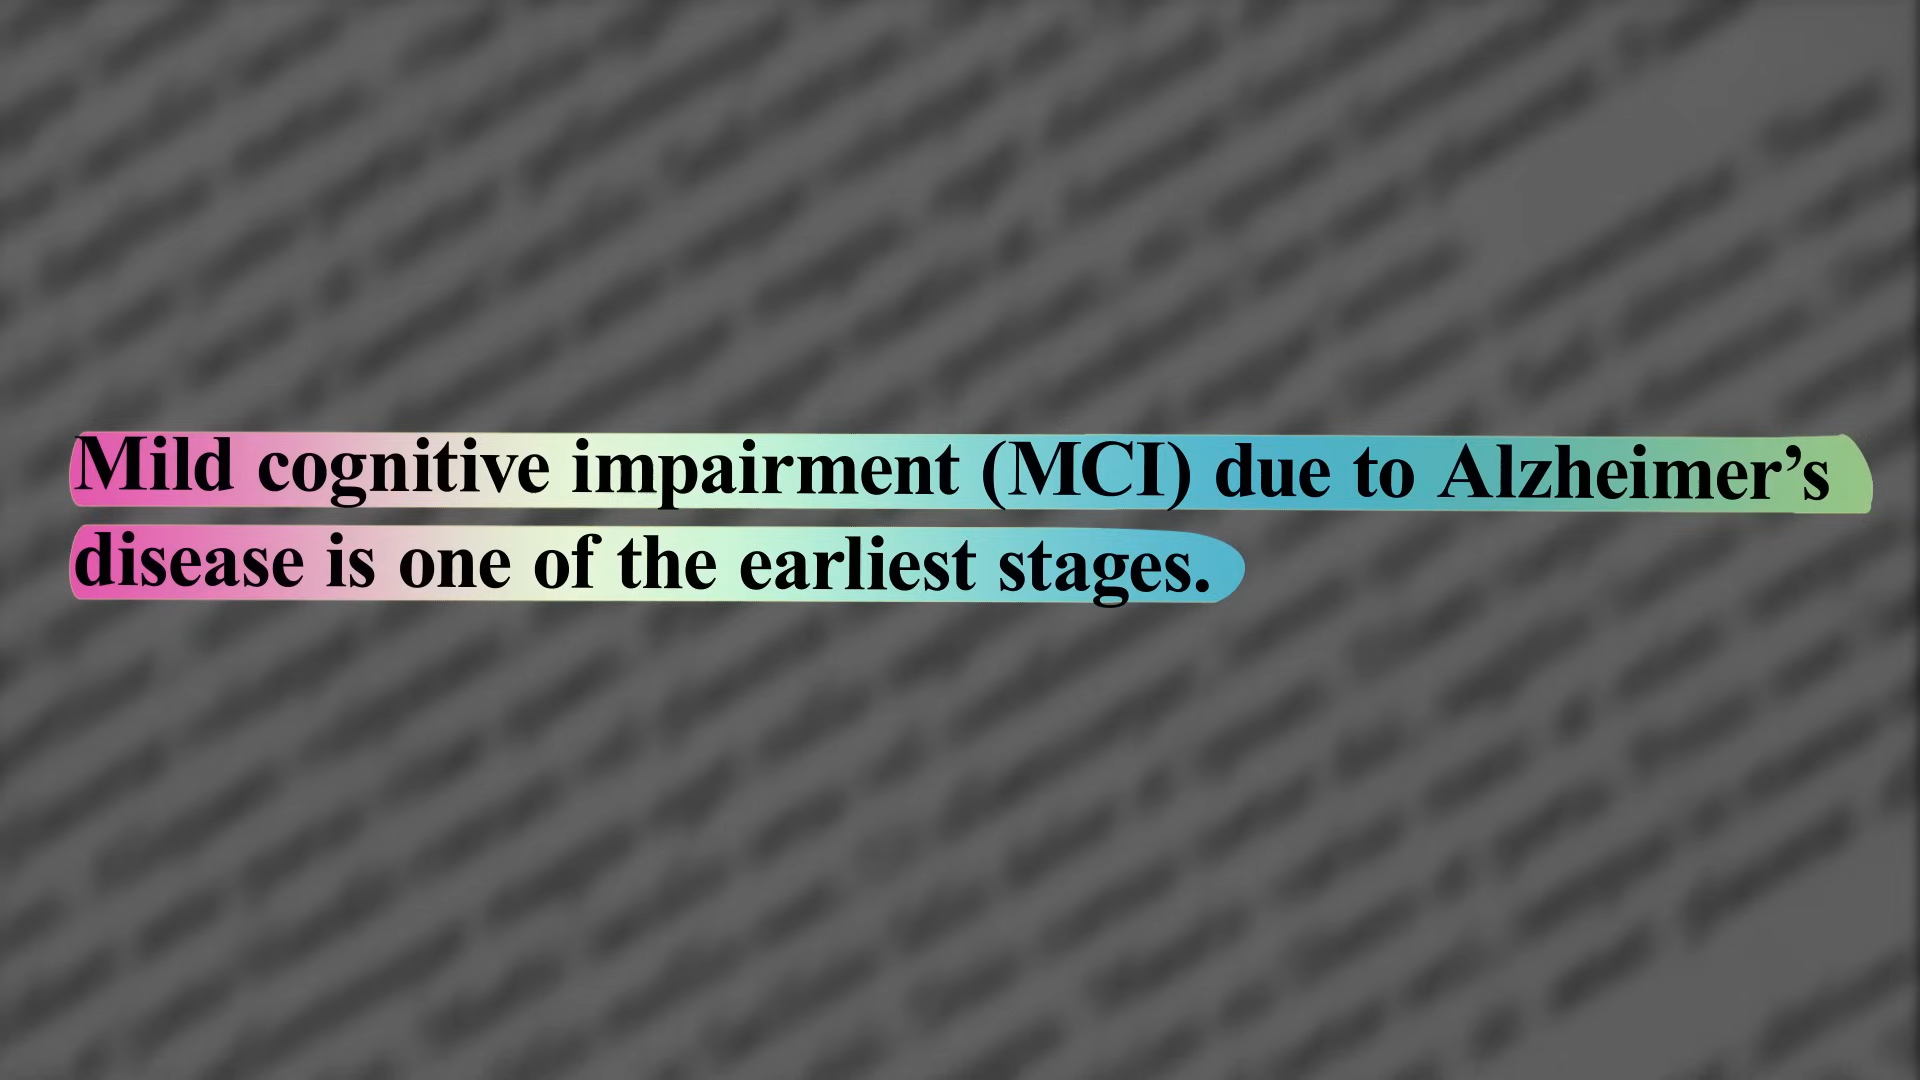 Mild cognitive impairment (MCI) due to Alzheimer’s
disease is one of the earliest stages.